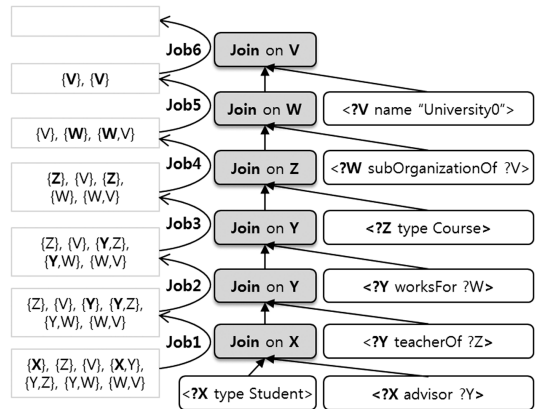 Job6
Join on V
{V}, {V}
Job5
Join on W
<?V name "University0">
{V}, {W}, {W,V}
Job4
Join on Z
<?W subOrganizationOf ?V>
{Z}, {V}, {Z},
{W}, {W,V}
Job3
Join on Y
<?Z type Course>
{Z}, {V}, {Y,Z},
{Y,W}, {W,V}
Job2
Join on Y
<?Y worksFor ?W>
{Z}, {V}, {Y}, {Y,Z},
{Y,W}, {W,V}
Job1
Join on X
<?Y teacherOf ?Z>
{X}, {Z}, {V}, {X,Y},
{Y,Z}, {Y,W}, {W,V}
<?X type Student>
<?X advisor ?Y>